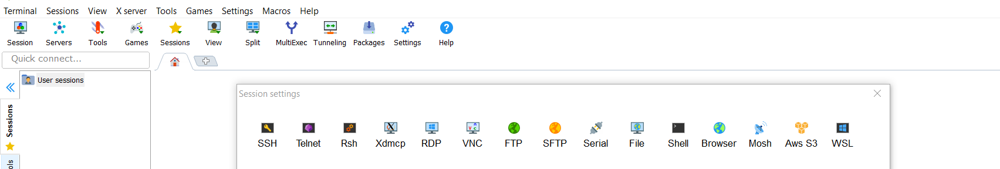 Terminal Sessions View X server Tools Games Settings Macros Help
Session Servers Tools Games Sessions View Split MultiExec Tunneling Packages Settings Help
Quick connect...
User sessions
Sessions
Session settings
SSH Telnet Rsh Xdmcp RDP VNC FTP SFTP Serial File Shell Browser Mosh Aws S3 WSL